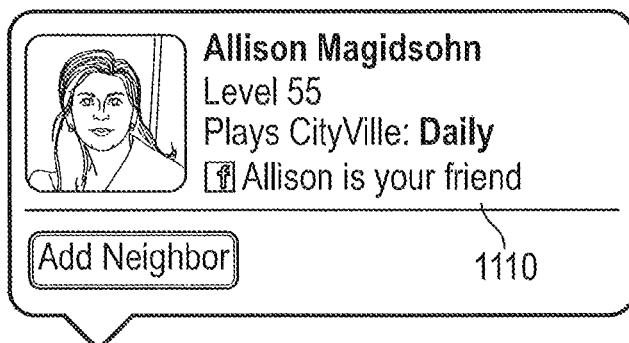 Allison Magidsohn
Level 55
Plays CityVille: Daily
f Allison is your friend
Add Neighbor
1110